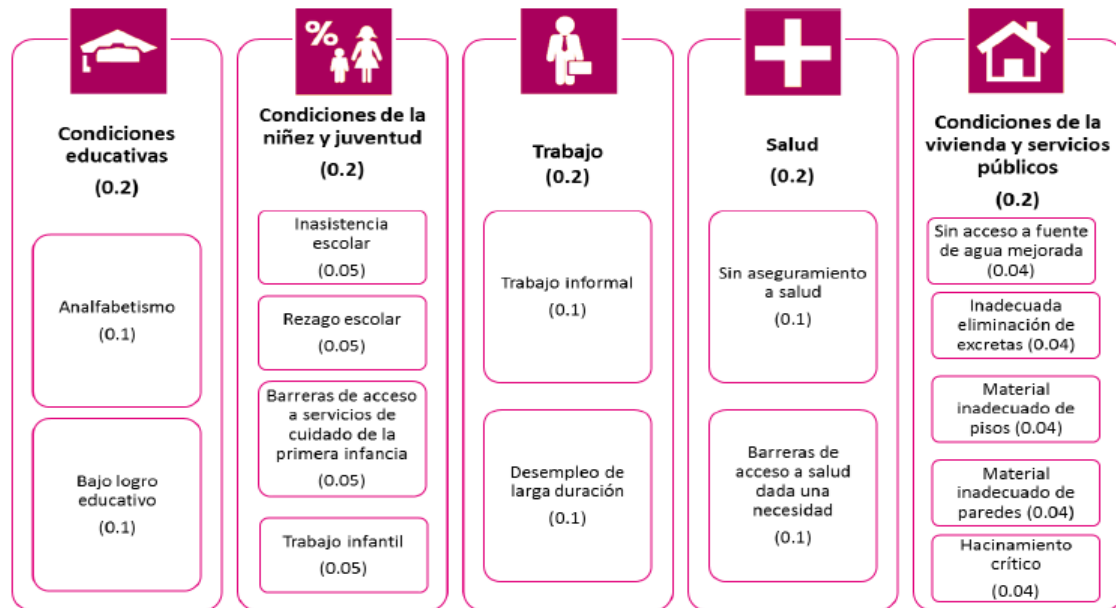 %
Condiciones
educativas
(0.2)
Analfabetismo
(0.1)
Bajo logro
educativo
(0.1)
Condiciones de la
niñez y juventud
(0.2)
Inasistencia
escolar
(0.05)
Rezago escolar
(0.05)
Barreras de acceso
a servicios de
cuidado de la
primera infancia
(0.05)
Trabajo infantil
(0.05)
Trabajo
(0.2)
Trabajo informal
(0.1)
Desempleo de
larga duración
(0.1)
Salud
(0.2)
Sin aseguramiento
a salud
(0.1)
Barreras de
acceso a salud
dada una
necesidad
(0.1)
Condiciones de la
vivienda y servicios
públicos
(0.2)
Sin acceso a fuente
de agua mejorada
(0.04)
Inadecuada
eliminación de
excretas (0.04)
Material
inadecuado de
pisos (0.04)
Material
inadecuado de
paredes (0.04)
Hacinamiento
crítico
(0.04)